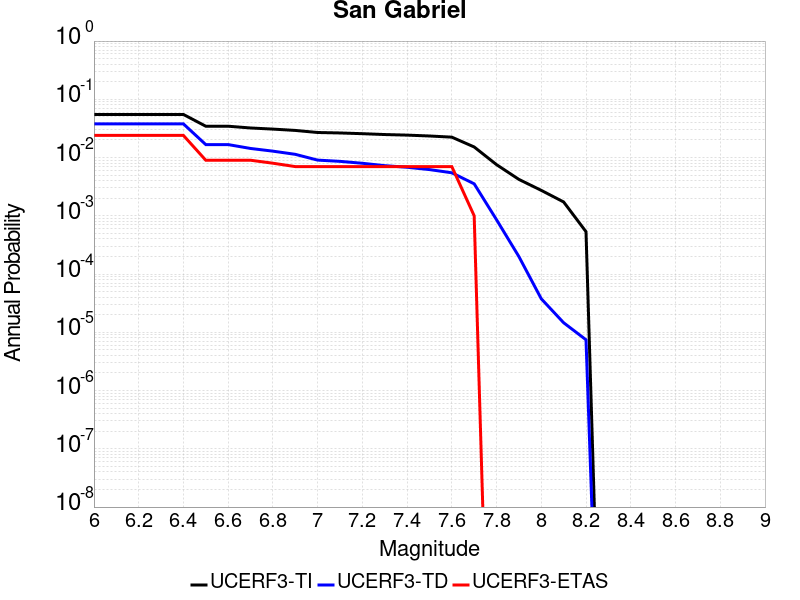 San Gabriel
10^0
10^-1
10^-2
10^-3
10^-4
10^-5
10^-6
10^-7
10^-8
Annual Probability
6 6.2 6.4 6.6 6.8 7 7.2 7.4 7.6 7.8 8 8.2 8.4 8.6 8.8 9
Magnitude
UCERF3-TI UCERF3-TD UCERF3-ETAS